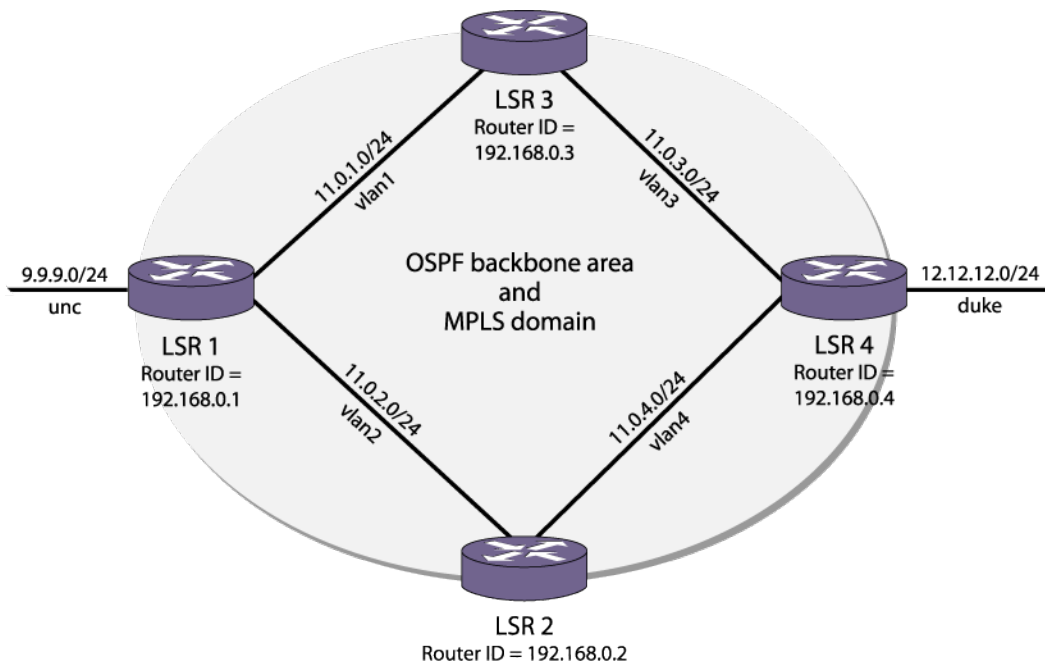 LSR 3
Router ID =
192.168.0.3
11.0.1.0/24
vlan1
11.0.3.0/24
vlan3
9.9.9.0/24
unc
OSPF backbone area
and
MPLS domain
12.12.12.0/24
duke
LSR 1
Router ID =
192.168.0.1
LSR 4
Router ID =
192.168.0.4
11.0.2.0/24
vlan2
11.0.4.0/24
vlan4
LSR 2
Router ID = 192.168.0.2